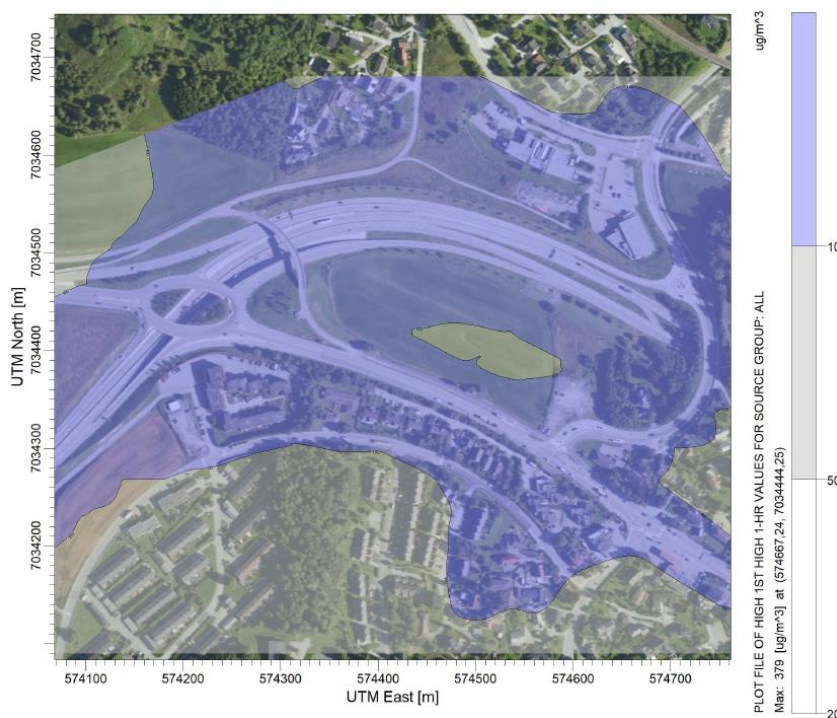 ug/m^3
7034700
7034600
7034500
7034400
7034300
7034200
UTM North [m]
574100 574200 574300 574400 574500 574600 574700
UTM East [m]
PLOT FILE OF HIGH 1ST HIGH 1-HR VALUES FOR SOURCE GROUP: ALL
Max: 379 [ug/m^3] at (574667,24, 7034444,25)
50